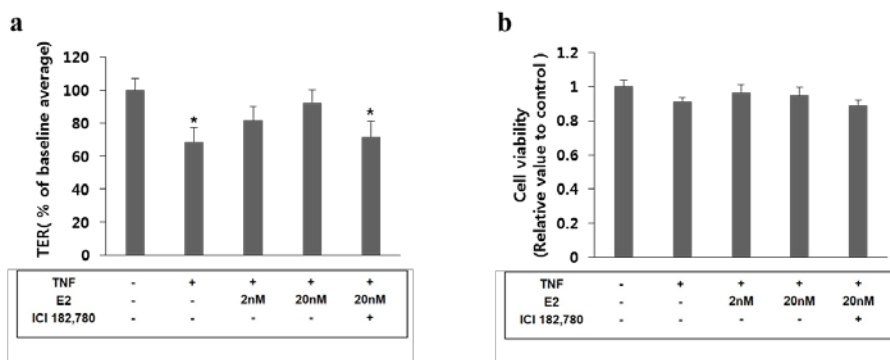 a
TER( % of baseline average)
120
100
80
60
40
20
0
*
*
TNF - + + + +
E2 - - 2nM 20nM 20nM
ICI 182,780 - - - - +
b
Cell viability
(Relative value to control )
1.2
1
0.8
0.6
0.4
0.2
0
TNF - + + + +
E2 - - 2nM 20nM 20nM
ICI 182,780 - - - - +